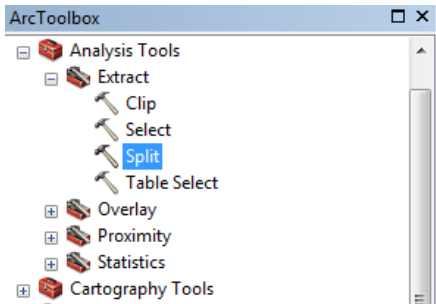 ArcToolbox
Analysis Tools
Extract
Clip
Select
Split
Table Select
Overlay
Proximity
Statistics
Cartography Tools